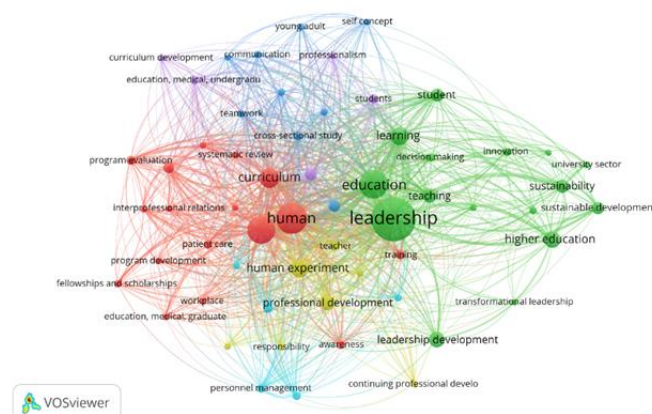 young adult
self concept
curriculum development
communication
professionalism
education, medical, undergradu
students
student
teamwork
cross-sectional study
learning
program evaluation
systematic review
decision making
innovation
university sector
curriculum
education
teaching
sustainability
interprofessional relations
human
leadership
sustainable development
patient care
teacher
higher education
program development
human experiment
training
fellowships and scholarships
workplace
professional development
transformational leadership
education, medical, graduate
responsibility
awareness
leadership development
personnel management
continuing professional develo
VOSviewer